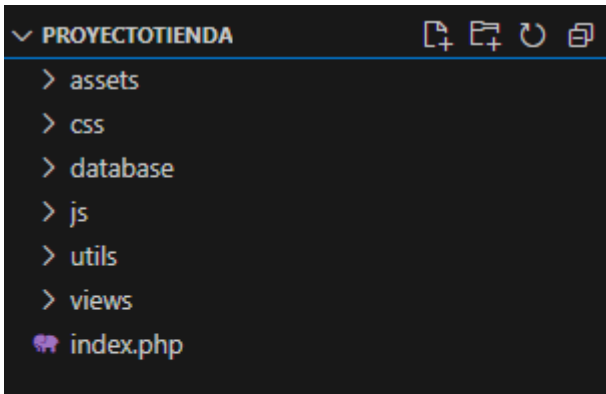 PROYECTOTIENDA
assets
css
database
js
utils
views
index.php